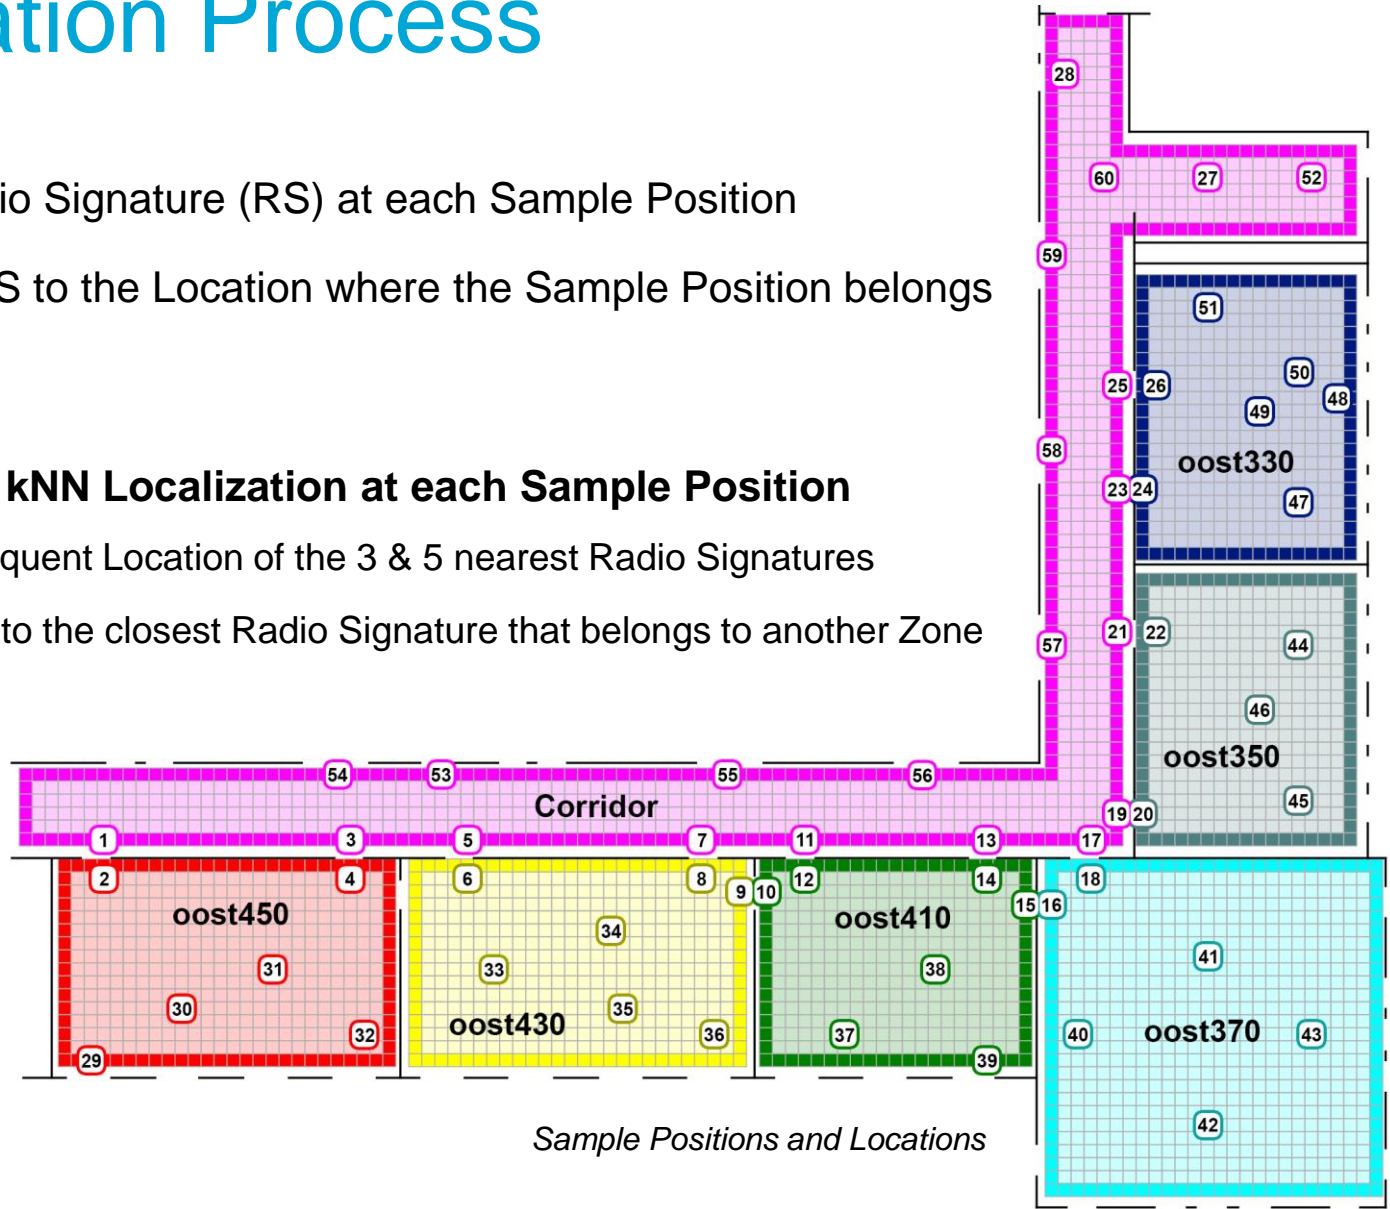 ation Process
io Signature (RS) at each Sample Position
S to the Location where the Sample Position belongs
kNN Localization at each Sample Position
quent Location of the 3 & 5 nearest Radio Signatures
to the closest Radio Signature that belongs to another Zone
28
60 27 52
59
51
25 26 50 48
49
58
oost330
23 24 47
21 22
57 44
46
oost350
54 53 55 56
45
Corridor
19 20
1 3 5 7 11 13 17
2 4 6 8 12 14 18
9 10
15 16
oost450
oost410
34
41
31 33 38
30 35
oost430
oost370
32 36 37 40 43
29 39
42
Sample Positions and Locations